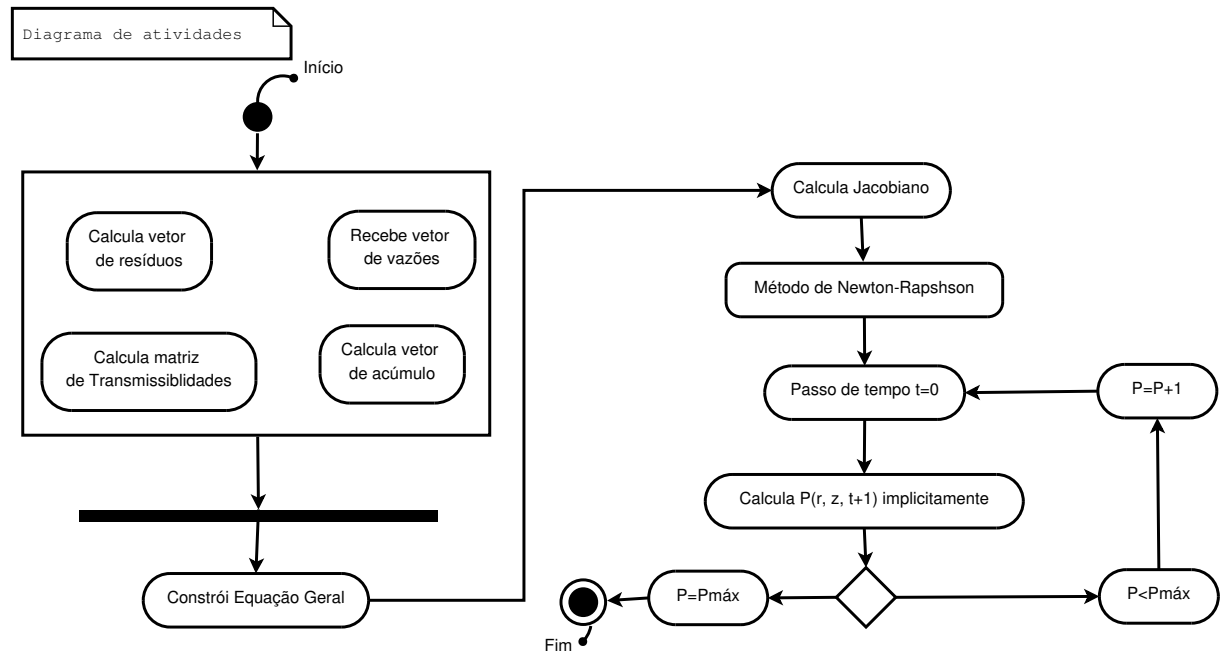 Diagrama de atividades
Início
Calcula vetor
de resíduos
Recebe vetor
de vazões
Calcula matriz
de Transmissiblidades
Calcula vetor
de acúmulo
Constrói Equação Geral
Calcula Jacobiano
Método de Newton-Rapshson
Passo de tempo t=0
P=P+1
Calcula P(r, z, t+1) implicitamente
P=Pmáx
P<Pmáx
Fim